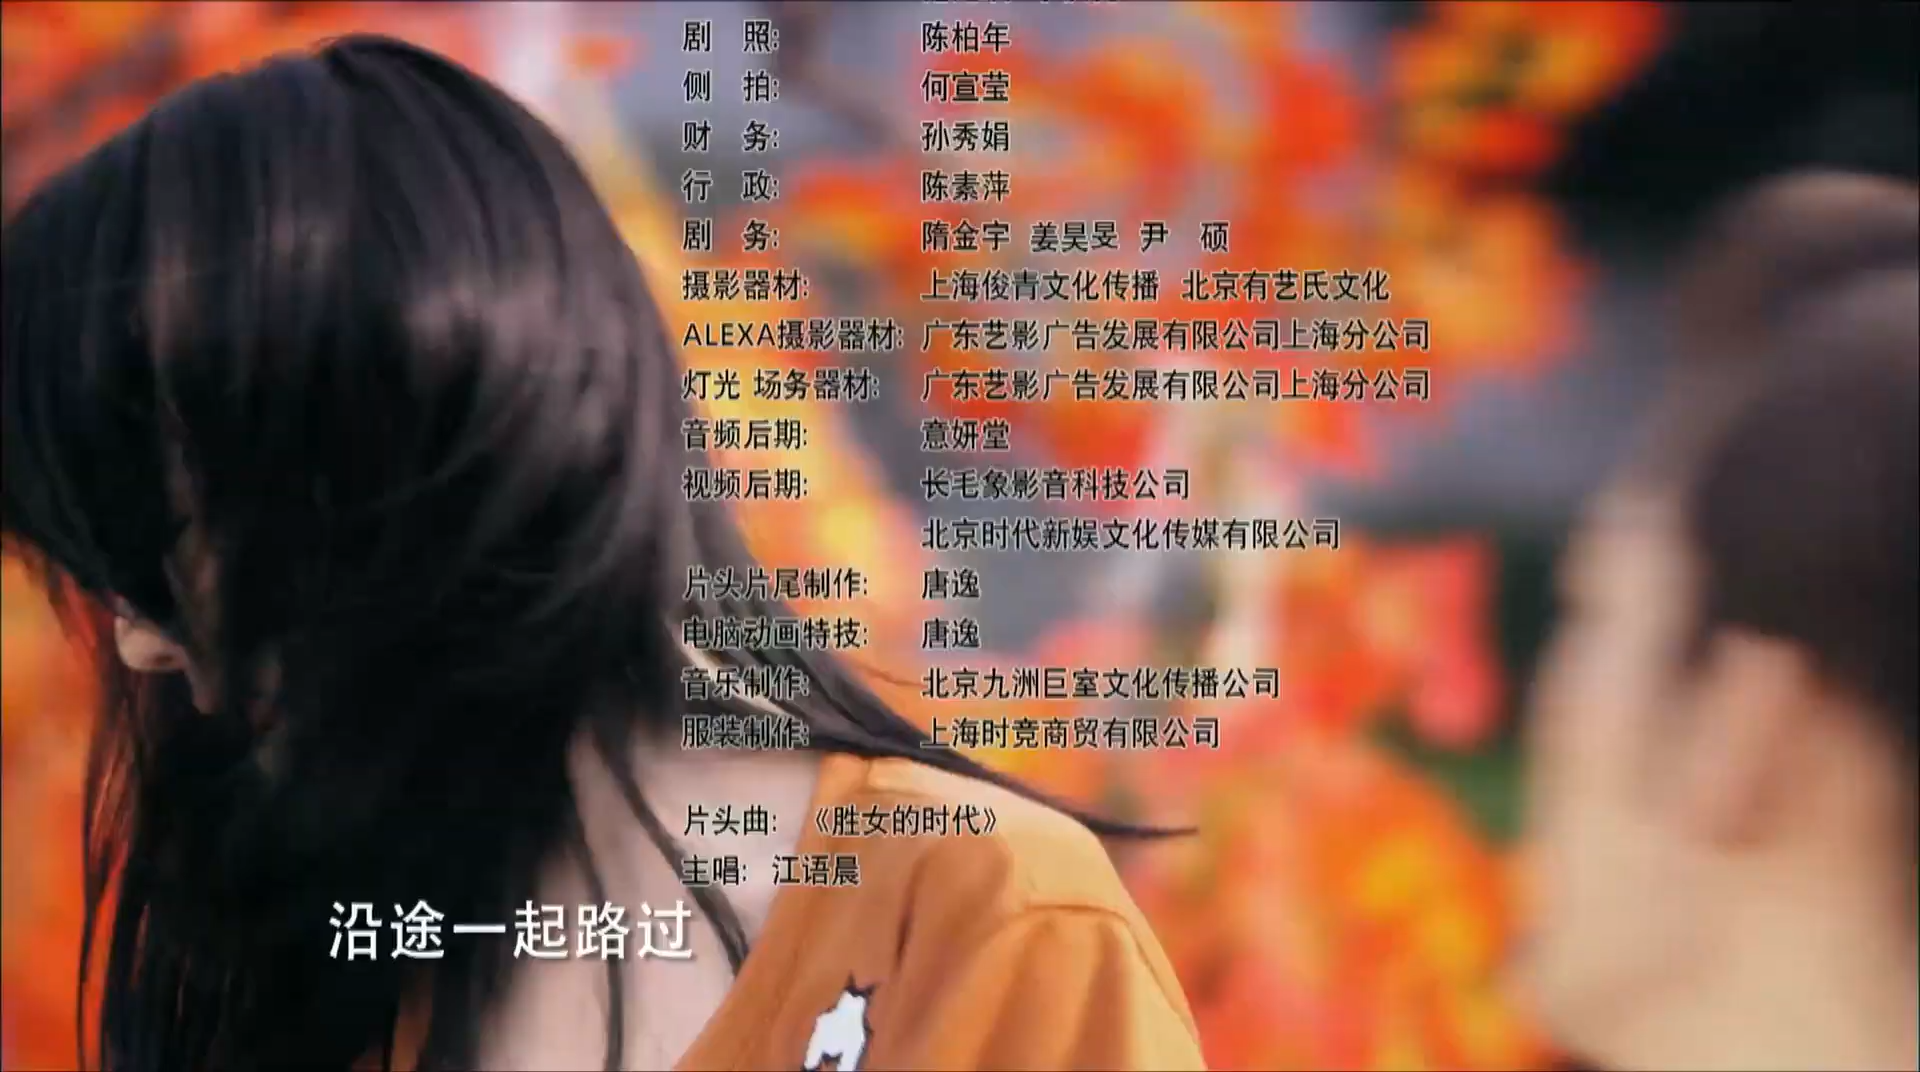 剧 照: 陈柏年
侧 拍: 何宣莹
财 务: 孙秀娟
行 政: 陈素萍
剧 务: 隋金宇 姜昊旻 尹 硕
摄影器材: 上海俊青文化传播 北京有艺氏文化
ALEXA摄影器材: 广东艺影广告发展有限公司上海分公司
灯光 场务器材: 广东艺影广告发展有限公司上海分公司
音频后期: 意妍堂
视频后期: 长毛象影音科技公司
北京时代新娱文化传媒有限公司
片头片尾制作: 唐逸
电脑动画特技: 唐逸
音乐制作: 北京九洲巨室文化传播公司
服装制作: 上海时竞商贸有限公司
片头曲: 《胜女的时代》
主唱: 江语晨
沿途一起路过